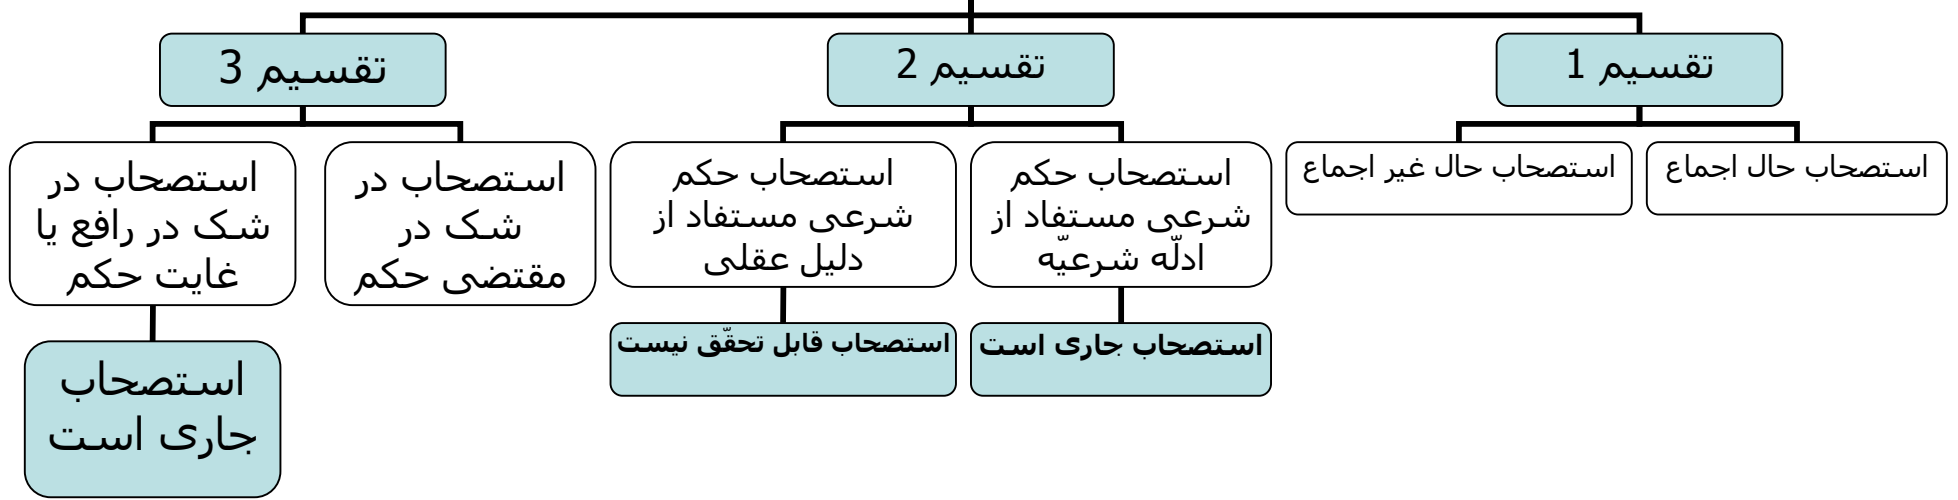 تقسیم 1
استصحاب حال اجماع
استصحاب حال غیر اجماع
تقسیم 2
استصحاب حکم
شرعی مستفاد از
ادلّه شرعیّه
استصحاب جاری است
استصحاب حکم
شرعی مستفاد از
دلیل عقلی
استصحاب قابل تحقّق نیست
تقسیم 3
استصحاب در
شک در
مقتضی حکم
استصحاب در
شک در رافع یا
غایت حکم
استصحاب
جاری است